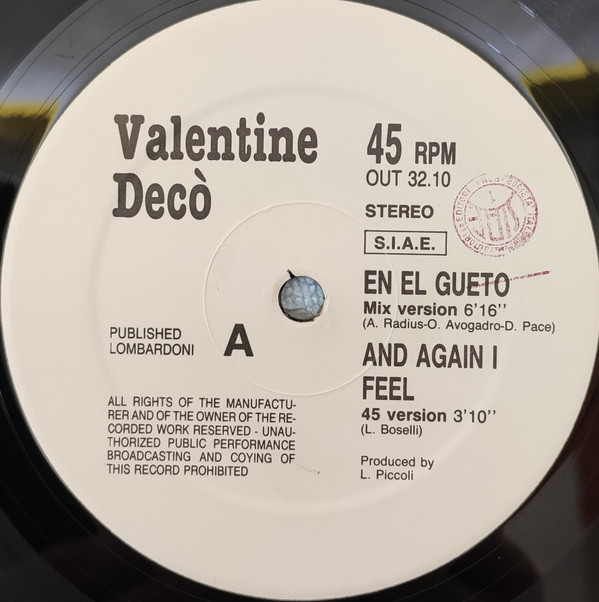 Valentine
Decò
45 RPM
OUT 32.10
STEREO
S.I.A.E.
EN EL GUETO
Mix version 6'16''
(A. Radius-O. Avogadro-D. Pace)
AND AGAIN I
FEEL
45 version 3'10''
(L. Boselli)
Produced by
L. Piccoli
PUBLISHED
LOMBARDONI
A
ALL RIGHTS OF THE MANUFACTU-
RER AND OF THE OWNER OF THE RE-
CORDED WORK RESERVED - UNAU-
THORIZED PUBLIC PERFORMANCE
BROADCASTING AND COYING OF
THIS RECORD PROHIBITED